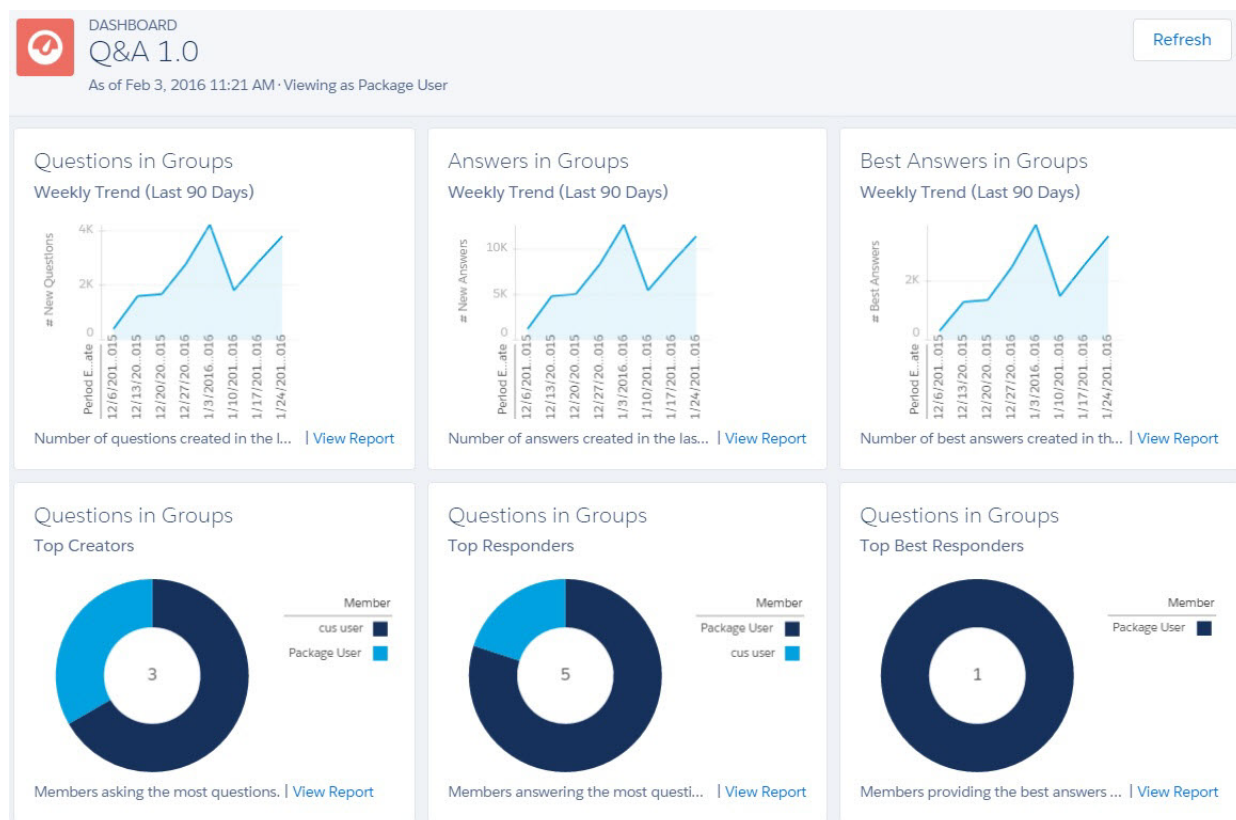 DASHBOARD
Q&A 1.0
As of Feb 3, 2016 11:21 AM·Viewing as Package User
Refresh
Questions in Groups
Weekly Trend (Last 90 Days)
# New Questions
4K
2K
0
Period E...ate
12/6/201...015
12/13/20...015
12/20/20...015
12/27/20...016
1/3/2016...016
1/10/201...016
1/17/201...016
1/24/201...016
Number of questions created in the l... | View Report
Answers in Groups
Weekly Trend (Last 90 Days)
# New Answers
10K
5K
0
Period E...ate
12/6/201...015
12/13/20...015
12/20/20...015
12/27/20...016
1/3/2016...016
1/10/201...016
1/17/201...016
1/24/201...016
Number of answers created in the las... | View Report
Best Answers in Groups
Weekly Trend (Last 90 Days)
# Best Answers
2K
0
Period E...ate
12/6/201...015
12/13/20...015
12/20/20...015
12/27/20...016
1/3/2016...016
1/10/201...016
1/17/201...016
1/24/201...016
Number of best answers created in th... | View Report
Questions in Groups
Top Creators
Member
cus user
Package User
3
Members asking the most questions. | View Report
Questions in Groups
Top Responders
Member
Package User
cus user
5
Members answering the most questi... | View Report
Questions in Groups
Top Best Responders
Member
Package User
1
Members providing the best answers ... | View Report